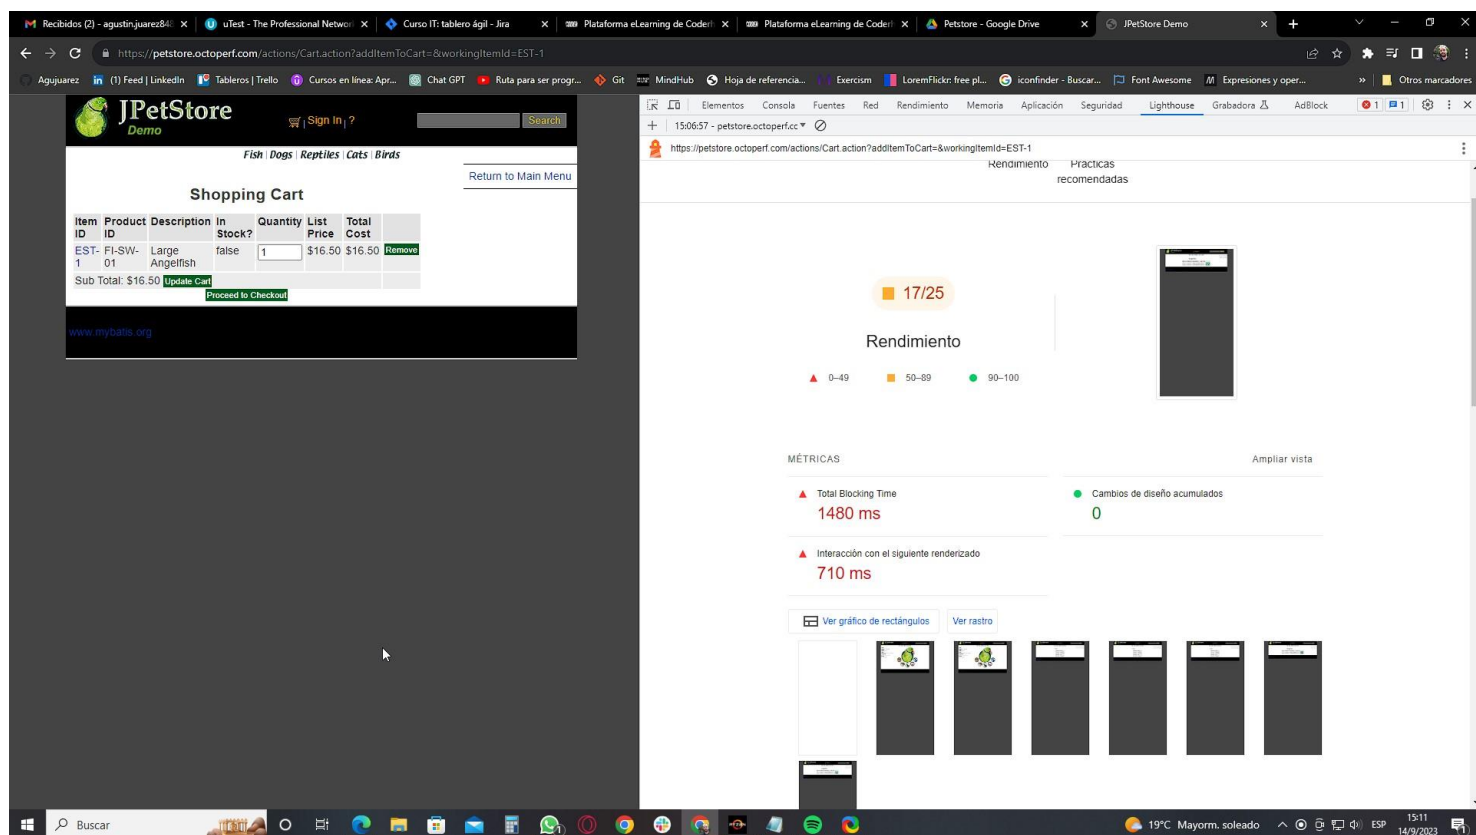 Recibidos (2) - agustin.juarez848
uTest - The Professional Networ
Curso IT: tablero ágil - Jira
Plataforma eLearning de Coderh
Plataforma eLearning de Coderh
Petstore - Google Drive
JPetStore Demo
https://petstore.octoperf.com/actions/Cart.action?addItemToCart=&workingItemId=EST-1
Agujuarez
(1) Feed | LinkedIn
Tableros | Trello
Cursos en línea: Apr...
Chat GPT
Ruta para ser progr...
Git
MindHub
Hoja de referencia...
Exercism
LoremFlickr: free pl...
iconfinder - Buscar...
Font Awesome
Expresiones y oper...
»
Otros marcadores
JPetStore
Demo
Sign In | ?
Search
Fish | Dogs | Reptiles | Cats | Birds
Return to Main Menu
Shopping Cart
Item ID Product ID Description In Stock? Quantity List Price Total Cost
EST-1 FI-SW-01 Large Angelfish false 1 $16.50 $16.50 Remove
Sub Total: $16.50 Update Cart
Proceed to Checkout
www.mybatis.org
Elementos Consola Fuentes Red Rendimiento Memoria Aplicación Seguridad Lighthouse Grabadora AdBlock 1 1
15:06:57 - petstore.octoperf.cc
https://petstore.octoperf.com/actions/Cart.action?addItemToCart=&workingItemId=EST-1
Rendimiento Prácticas
recomendadas
17/25
Rendimiento
0–49 50–89 90–100
MÉTRICAS Ampliar vista
Total Blocking Time
1480 ms
Cambios de diseño acumulados
0
Interacción con el siguiente renderizado
710 ms
Ver gráfico de rectángulos
Ver rastro
Buscar
19°C Mayorm. soleado
ESP
15:11
14/9/2023